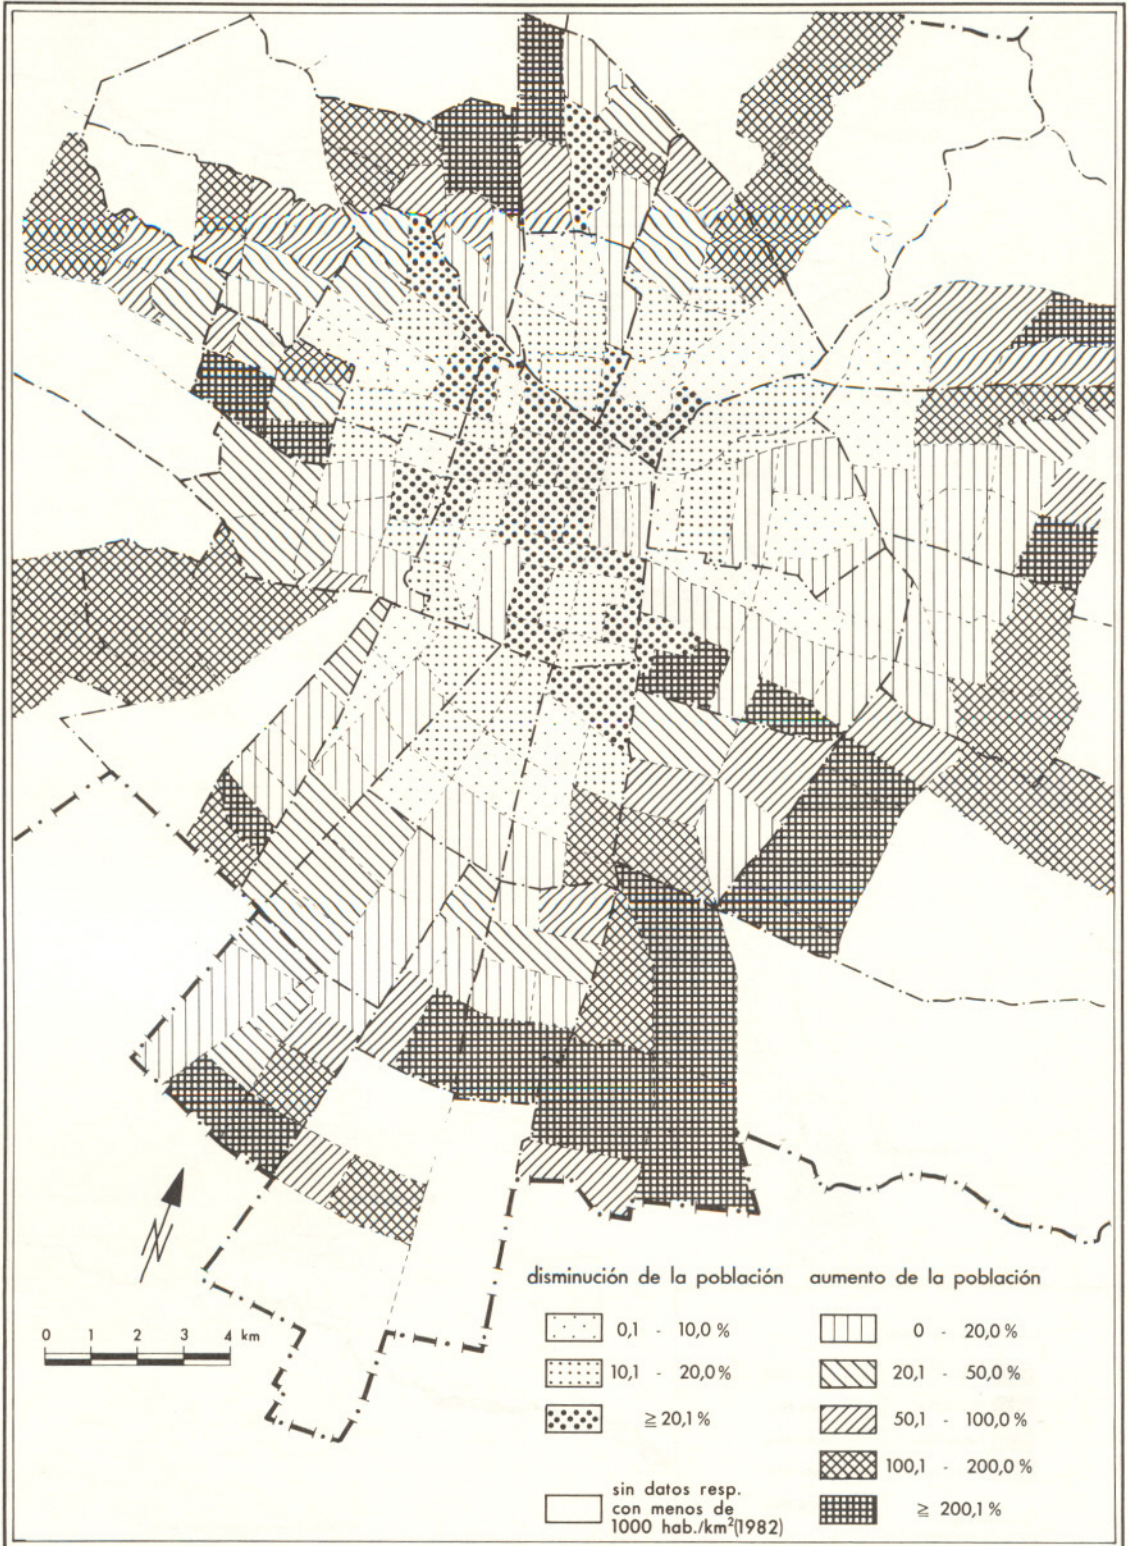 N
0 1 2 3 4 km
disminución de la población
0,1 - 10,0 %
10,1 - 20,0 %
≧ 20,1 %
sin datos resp.
con menos de
1000 hab./km²(1982)
aumento de la población
0 - 20,0 %
20,1 - 50,0 %
50,1 - 100,0 %
100,1 - 200,0 %
≧ 200,1 %